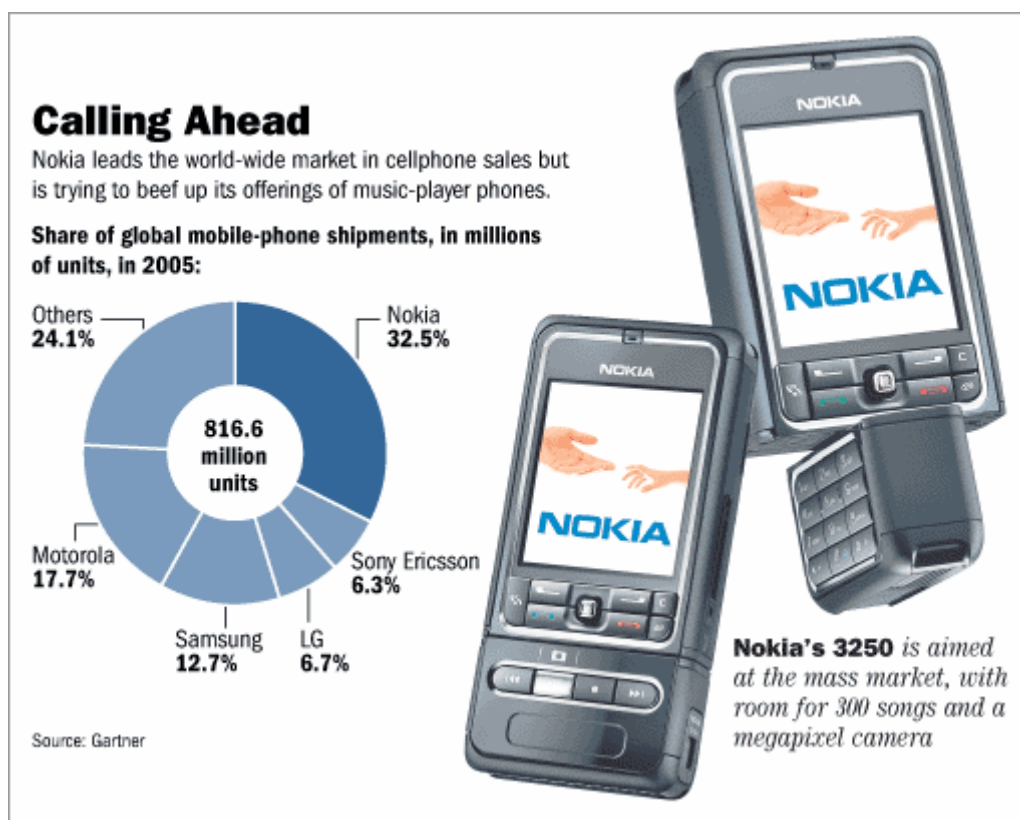 Calling Ahead
Nokia leads the world-wide market in cellphone sales but
is trying to beef up its offerings of music-player phones.
Share of global mobile-phone shipments, in millions
of units, in 2005:
Others
24.1%
Nokia
32.5%
816.6
million
units
Motorola
17.7%
Sony Ericsson
6.3%
Samsung
12.7%
LG
6.7%
Source: Gartner
NOKIA
NOKIA
NOKIA
NOKIA
C
C
Nokia's 3250 is aimed
at the mass market, with
room for 300 songs and a
megapixel camera